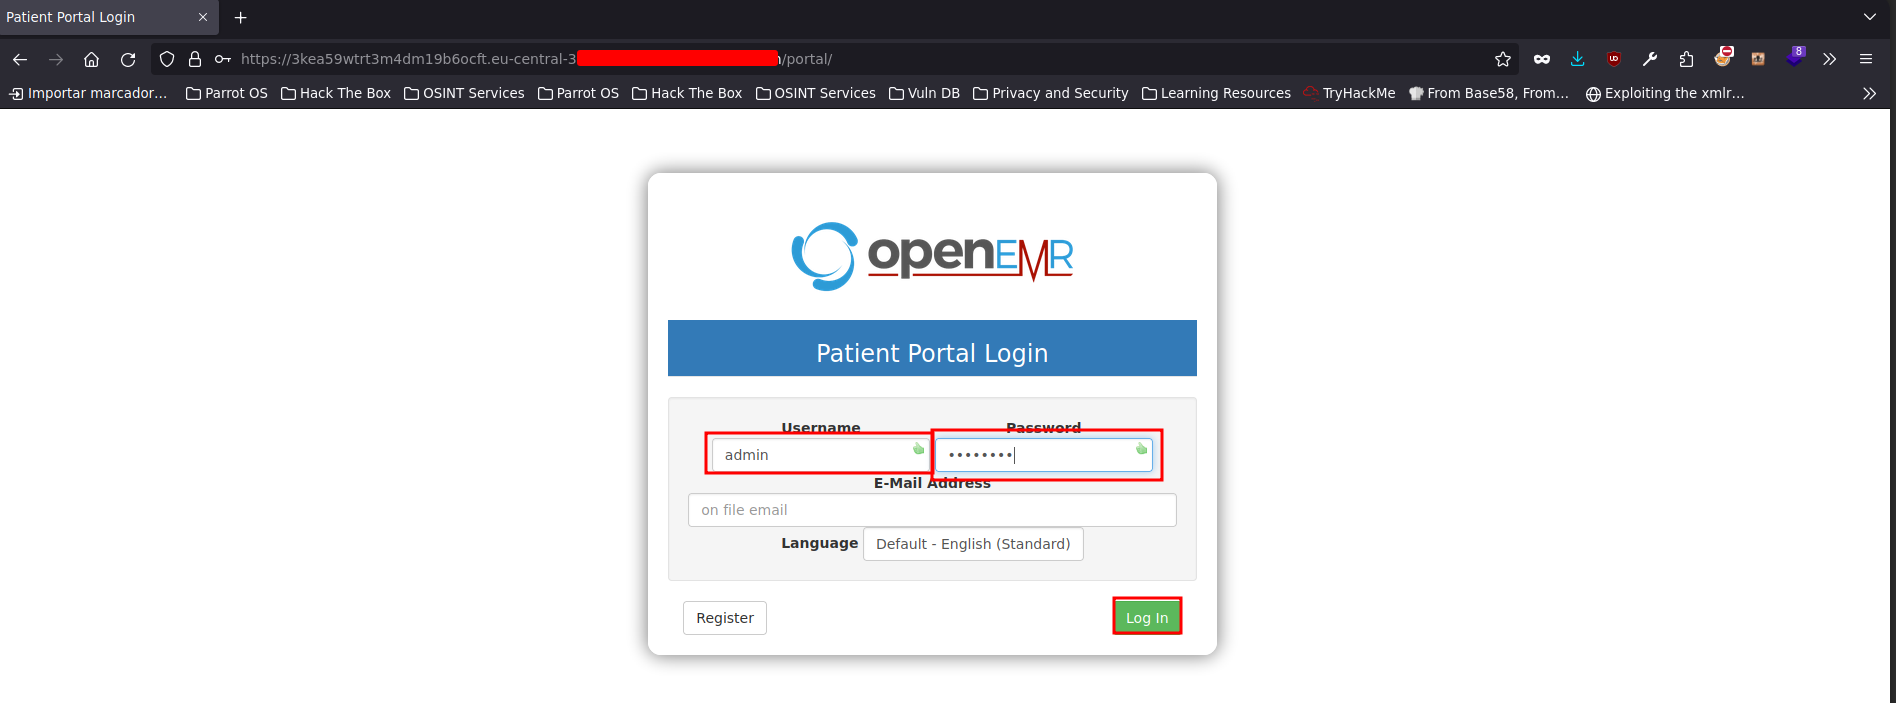 Patient Portal Login
https://3kea59wtrt3m4dm19b6ocft.eu-central-3 /portal/
8
Importar marcador... Parrot OS Hack The Box OSINT Services Parrot OS Hack The Box OSINT Services Vuln DB Privacy and Security Learning Resources TryHackMe From Base58, From... Exploiting the xmlr...
openEMR
Patient Portal Login
Username Password
admin ••••••••
E-Mail Address
on file email
Language Default - English (Standard)
Register Log In